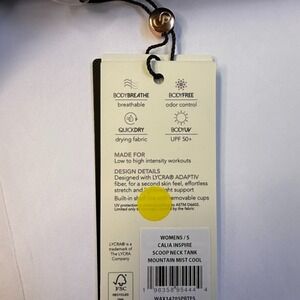 BODYBREATHE
breathable
BODYFREE
odor control
QUICKDRY
drying fabric
BODYUV
UPF 50+
MADE FOR
Low to high intensity workouts
DESIGN DETAILS
Designed with LYCRA® ADAPTIV
fiber, for a second skin feel, effortless
stretch and
Built-in shelf removable cups
LYCRA® is
a trademark of
The LYCRA
Company
WOMENS / S
CALIA INSPIRE
SCOOP NECK TANK
MOUNTAIN MIST COOL
FSC